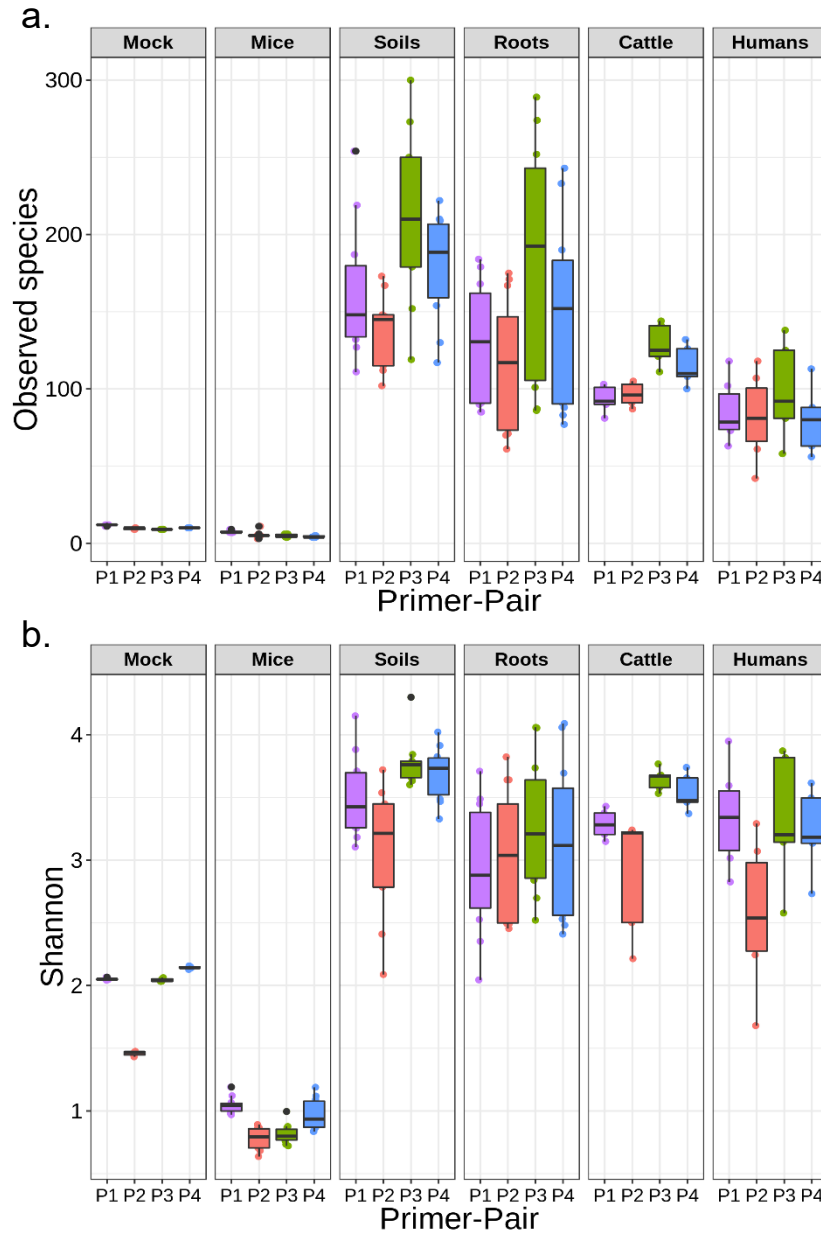 a.
Mock Mice Soils Roots Cattle Humans
Observed species
300
200
100
0
P1 P2 P3 P4 P1 P2 P3 P4 P1 P2 P3 P4 P1 P2 P3 P4 P1 P2 P3 P4 P1 P2 P3 P4
Primer-Pair
b.
Mock Mice Soils Roots Cattle Humans
Shannon
4
3
2
1
P1 P2 P3 P4 P1 P2 P3 P4 P1 P2 P3 P4 P1 P2 P3 P4 P1 P2 P3 P4 P1 P2 P3 P4
Primer-Pair